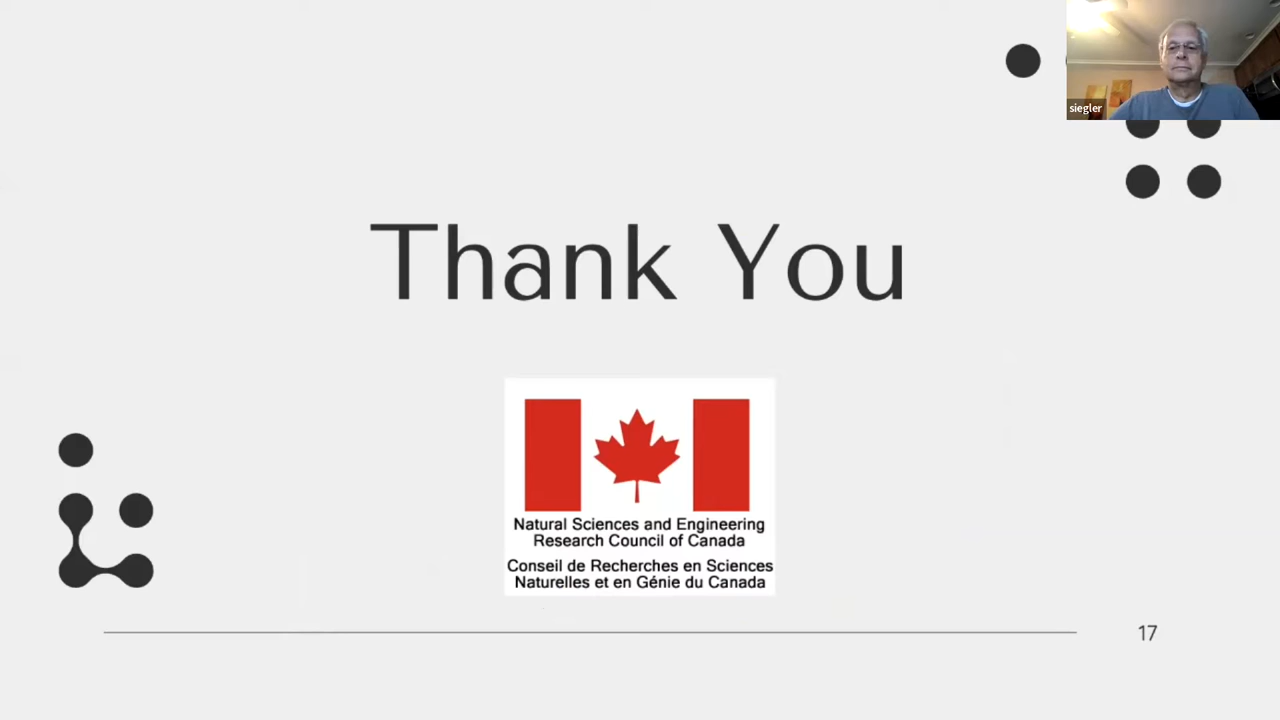 siegler
Thank You
Natural Sciences and Engineering
Research Council of Canada
Conseil de Recherches en Sciences
Naturelles et en Génie du Canada
17